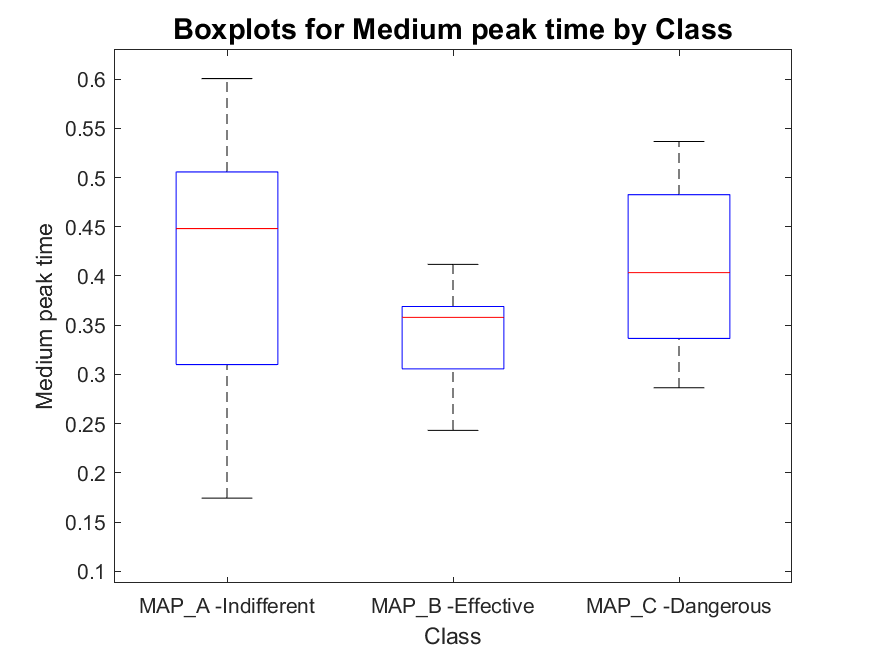 Boxplots for Medium peak time by Class
Medium peak time
0.6
0.55
0.5
0.45
0.4
0.35
0.3
0.25
0.2
0.15
0.1
MAP_A -Indifferent
MAP_B -Effective
MAP_C -Dangerous
Class